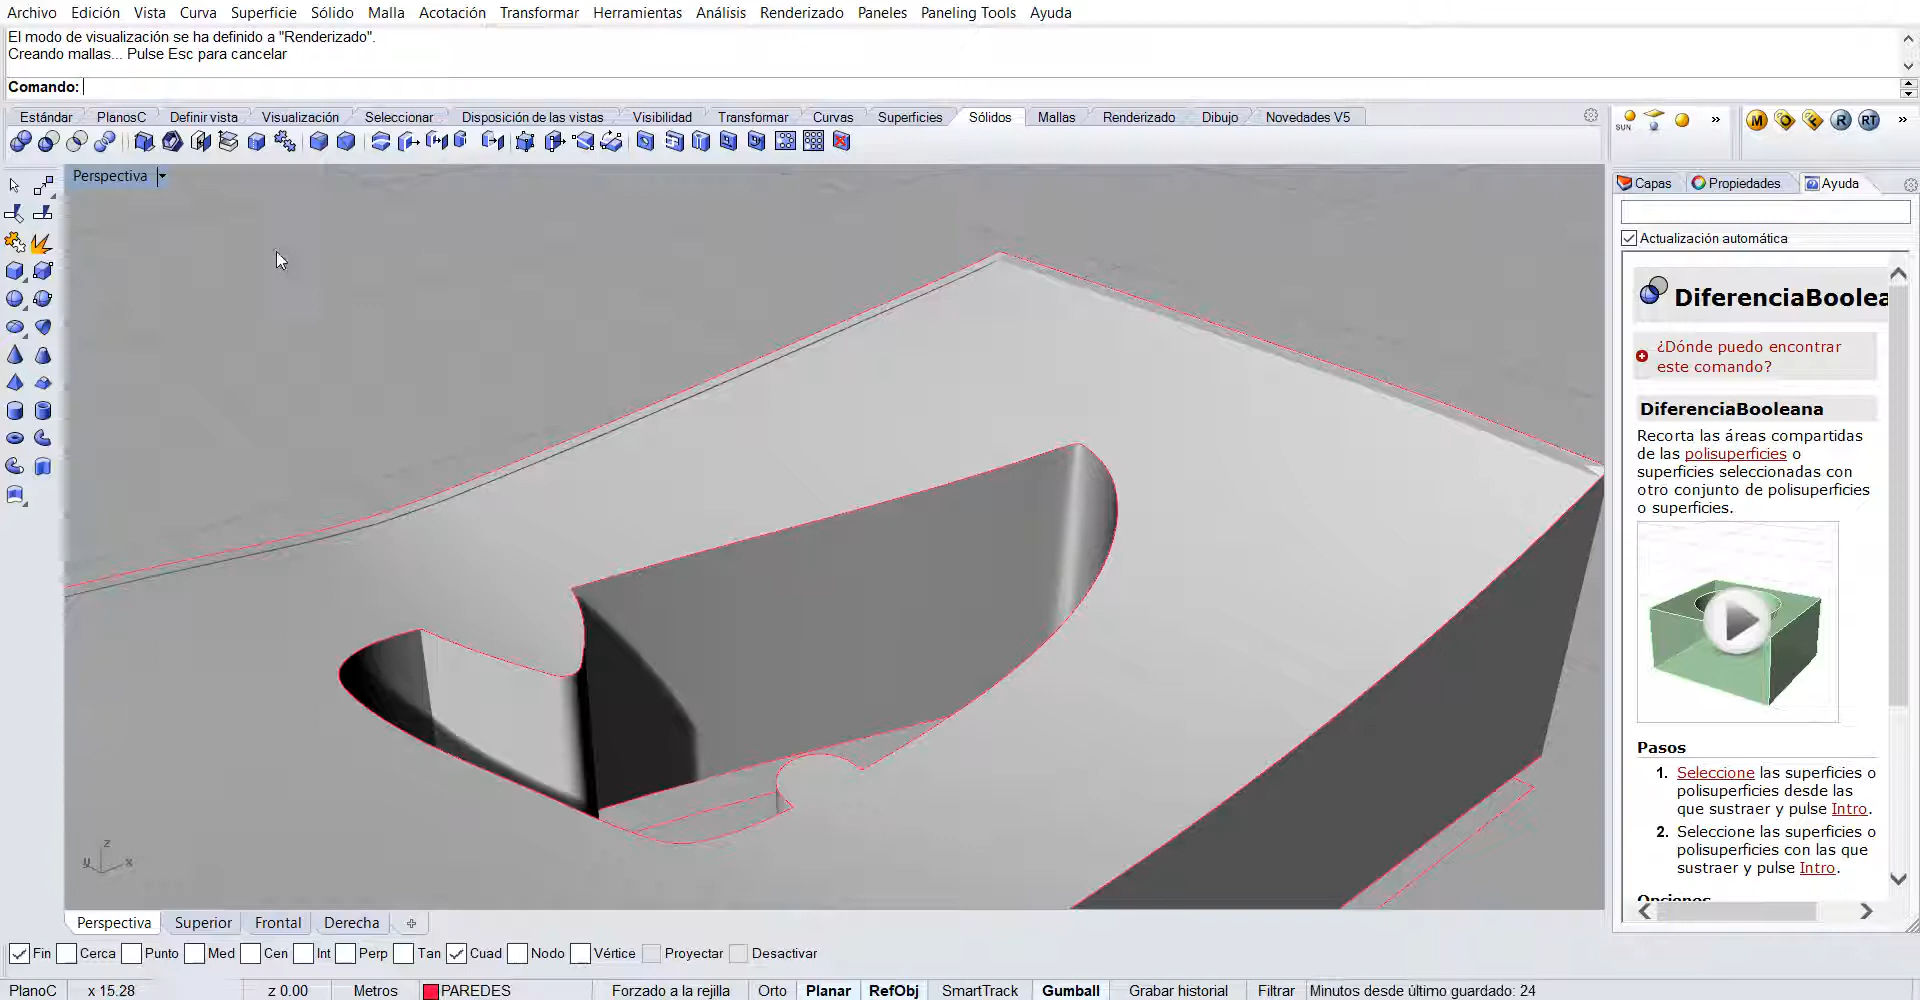 Archivo Edición Vista Curva Superficie Sólido Malla Acotación Transformar Herramientas Análisis Renderizado Paneles Paneling Tools Ayuda
El modo de visualización se ha definido a "Renderizado".
Creando mallas... Pulse Esc para cancelar
Comando:
Estándar PlanosC Definir vista Visualización Seleccionar Disposición de las vistas Visibilidad Transformar Curvas Superficies Sólidos Mallas Renderizado Dibujo Novedades V5
SUN » M O F R RT »
Perspectiva
Capas Propiedades Ayuda
Actualización automática
DiferenciaBoolea
¿Dónde puedo encontrar
este comando?
DiferenciaBooleana
Recorta las áreas compartidas
de las polisuperficies o
superficies seleccionadas con
otro conjunto de polisuperficies
o superficies.
Pasos
1. Seleccione las superficies o
polisuperficies desde las
que sustraer y pulse Intro.
2. Seleccione las superficies o
polisuperficies con las que
sustraer y pulse Intro.
Opciones
z
y x
Perspectiva Superior Frontal Derecha
Fin Cerca Punto Med Cen Int Perp Tan Cuad Nodo Vértice Proyectar Desactivar
PlanoC x 15.28 z 0.00 Metros PAREDES Forzado a la rejilla Orto Planar RefObj SmartTrack Gumball Grabar historial Filtrar Minutos desde último guardado: 24